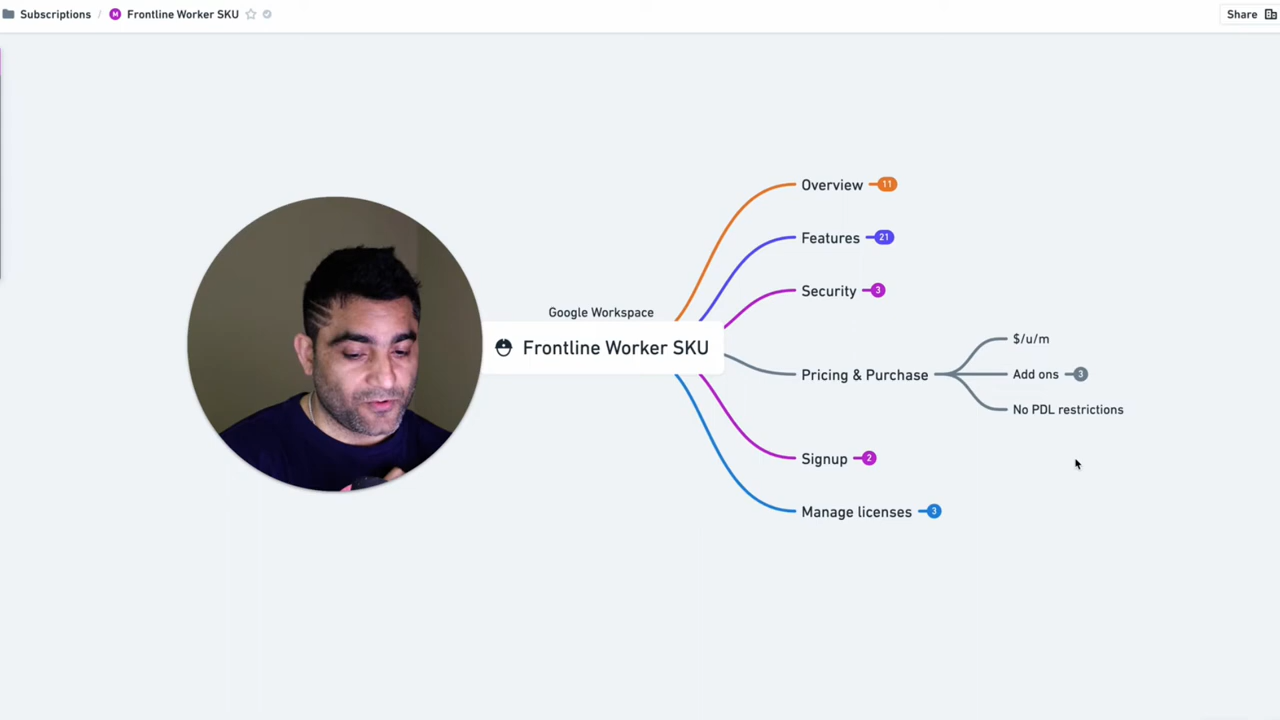 Subscriptions / M Frontline Worker SKU
Share
Google Workspace
Frontline Worker SKU
Overview 11
Features 21
Security 3
Pricing & Purchase
$/u/m
Add ons 3
No PDL restrictions
Signup 2
Manage licenses 3